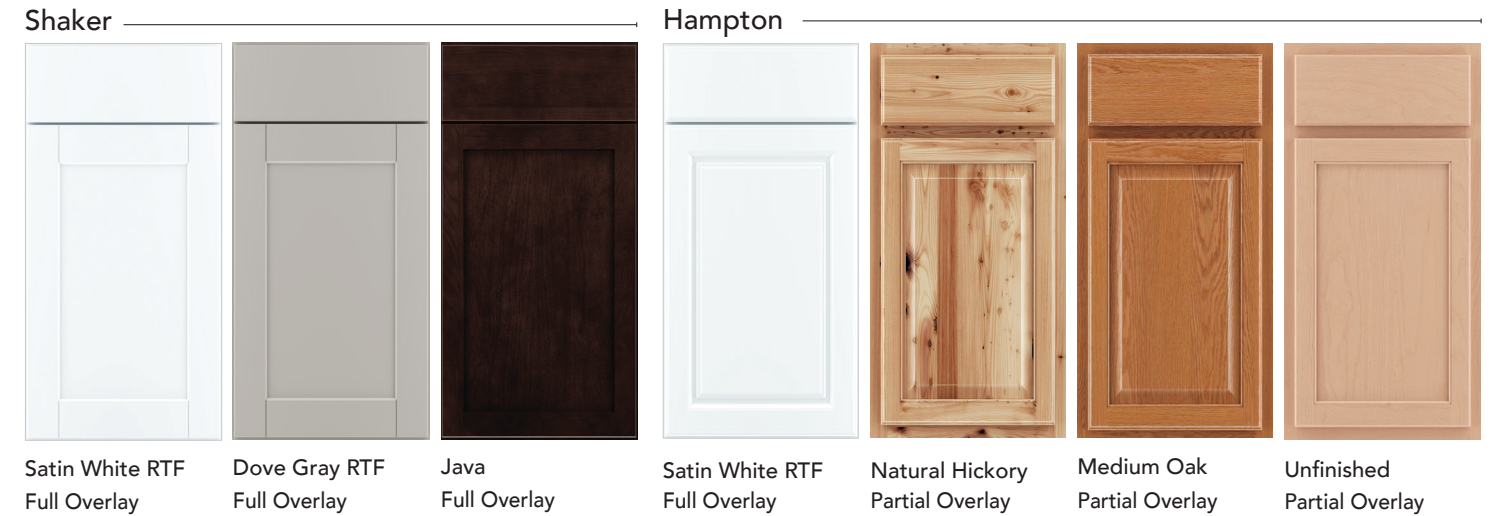 Shaker
Hampton
Satin White RTF
Full Overlay
Dove Gray RTF
Full Overlay
Java
Full Overlay
Satin White RTF
Full Overlay
Natural Hickory
Partial Overlay
Medium Oak
Partial Overlay
Unfinished
Partial Overlay